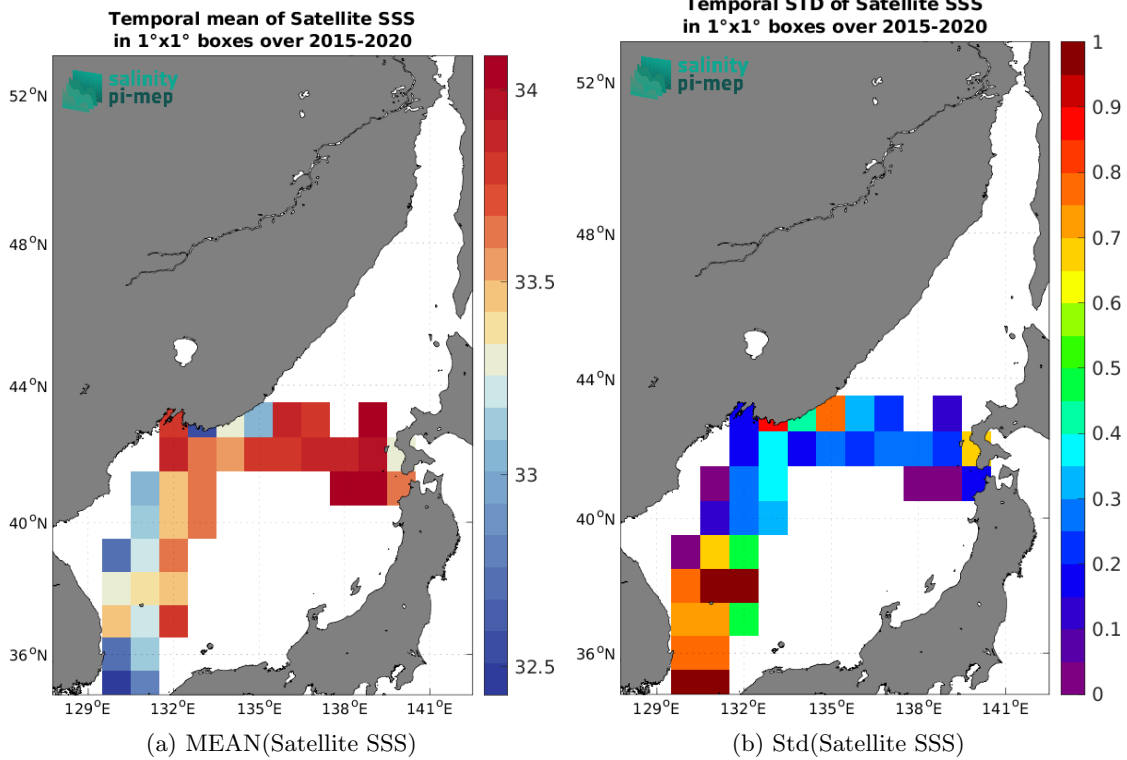 Temporal mean of Satellite SSS
in 1°x1° boxes over 2015-2020
salinity
pi-mep
52°N
48°N
44°N
40°N
36°N
129°E 132°E 135°E 138°E 141°E
34
33.5
33
32.5
(a) MEAN(Satellite SSS)
Temporal STD of Satellite SSS
in 1°x1° boxes over 2015-2020
salinity
pi-mep
52°N
48°N
44°N
40°N
36°N
129°E 132°E 135°E 138°E 141°E
1
0.9
0.8
0.7
0.6
0.5
0.4
0.3
0.2
0.1
0
(b) Std(Satellite SSS)